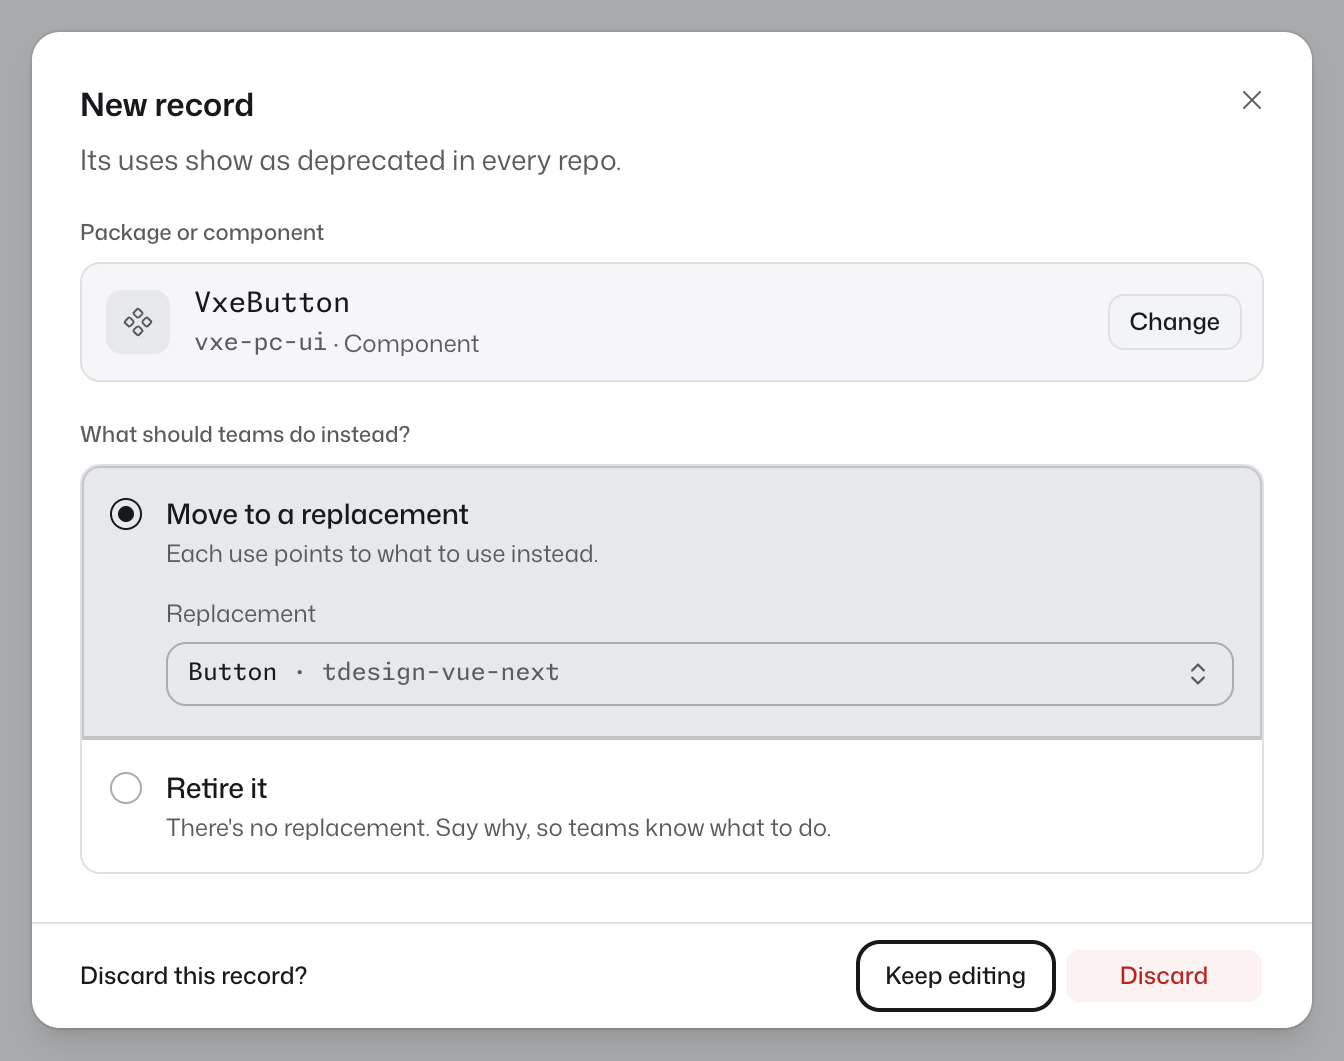 New record
Its uses show as deprecated in every repo.
Package or component
VxeButton
vxe-pc-ui · Component
Change
What should teams do instead?
Move to a replacement
Each use points to what to use instead.
Replacement
Button · tdesign-vue-next
Retire it
There's no replacement. Say why, so teams know what to do.
Discard this record?
Keep editing
Discard